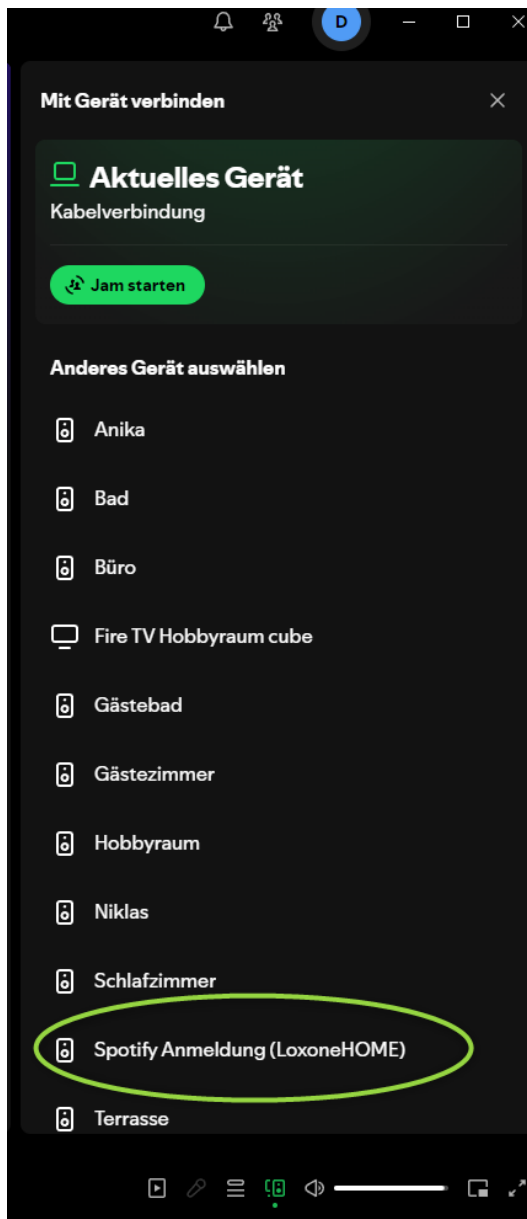 D
Mit Gerät verbinden
Aktuelles Gerät
Kabelverbindung
Jam starten
Anderes Gerät auswählen
Anika
Bad
Büro
Fire TV Hobbyraum cube
Gästebad
Gästezimmer
Hobbyraum
Niklas
Schlafzimmer
Spotify Anmeldung (LoxoneHOME)
Terrasse